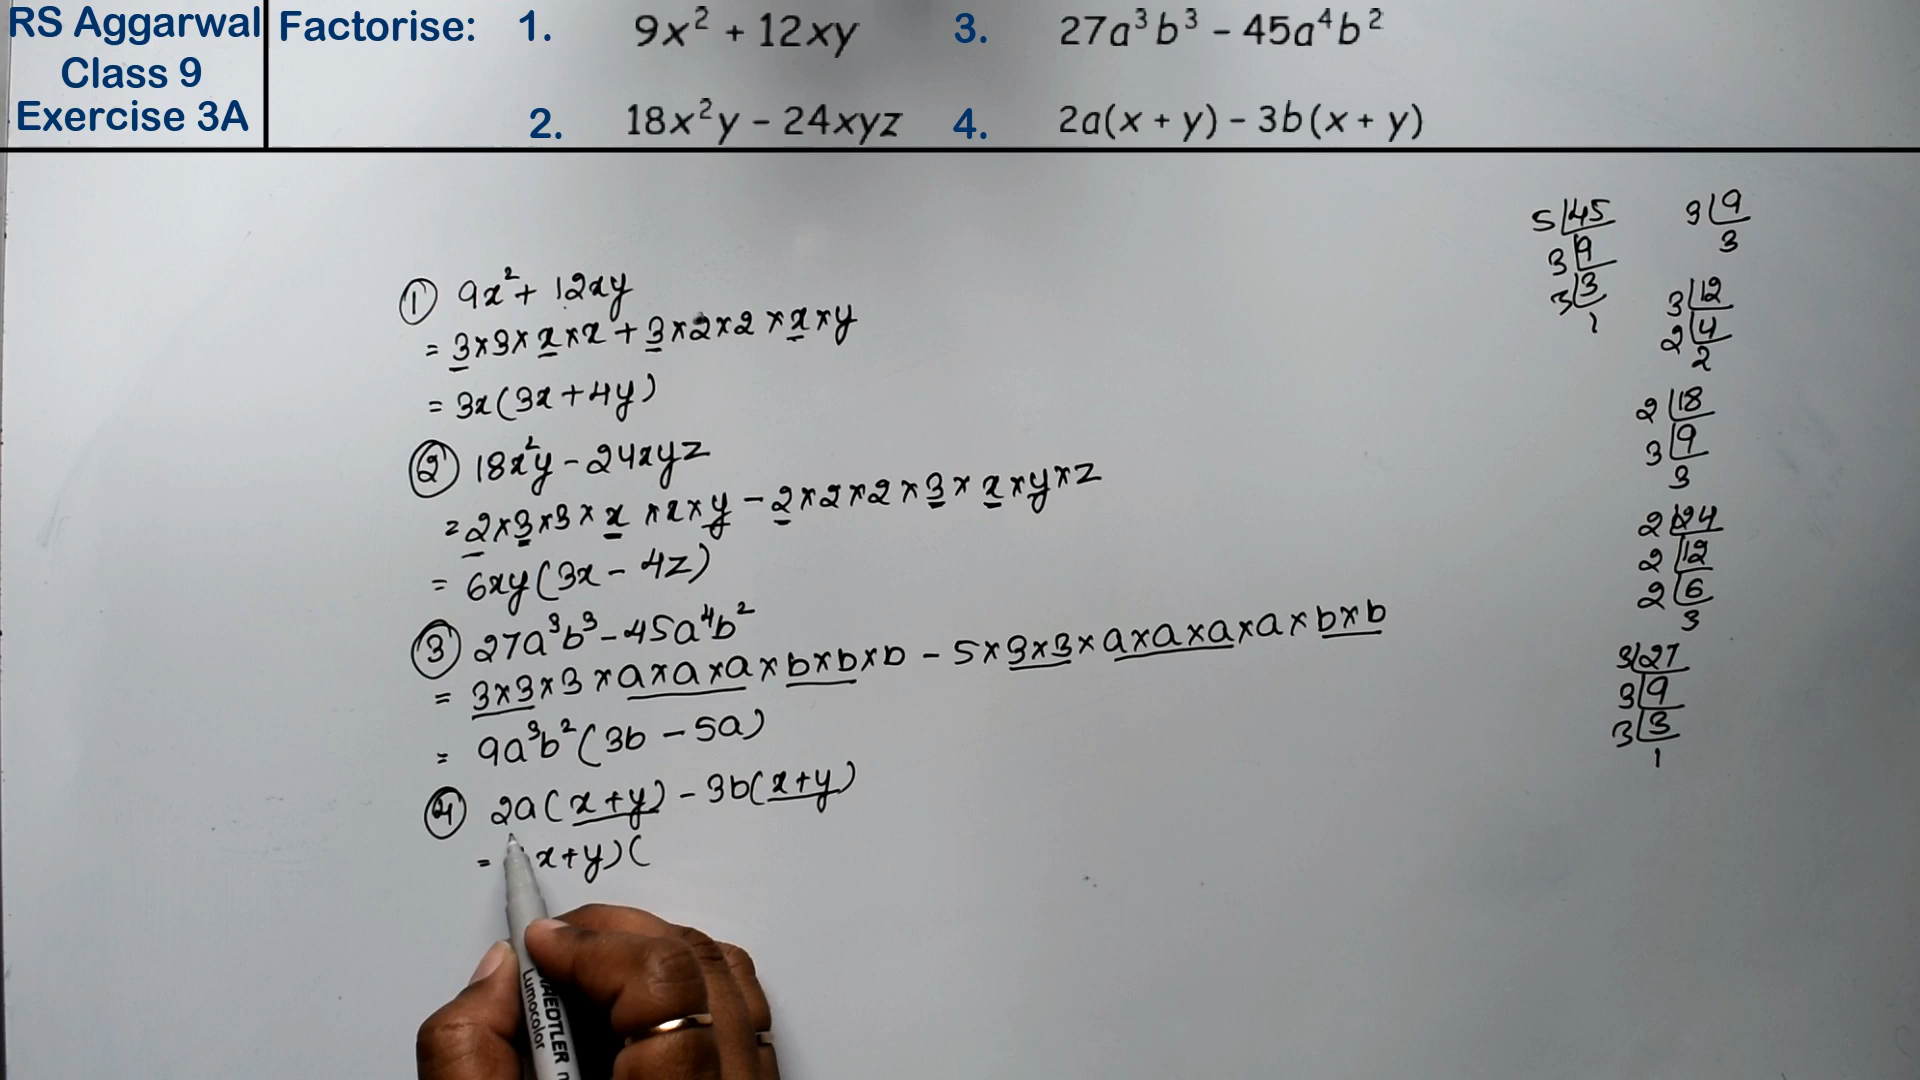 RS Aggarwal
Class 9
Exercise 3A
Factorise: 1. 9x² + 12xy
2. 18x²y - 24xyz
3. 27a³b³ - 45a⁴b²
4. 2a(x + y) - 3b(x + y)
① 9x² + 12xy
= 3×3×x×x + 3×2×2×x×y
= 3x(3x+4y)
② 18x²y - 24xyz
= 2×3×3×x×x×y - 2×2×2×3×x×y×z
= 6xy(3x - 4z)
③ 27a³b³ - 45a⁴b²
= 3×3×3×a×a×a×b×b×b - 5×3×3×a×a×a×a×b×b
= 9a³b²(3b - 5a)
④ 2a(x+y) - 3b(x+y)
= x+y)(
5 45
3 9
3 3
1
3 9
3
3 12
2 4
2
2 18
3 9
3
2 24
2 12
2 6
3
3 27
3 9
3 3
1
STAEDTLER
Lumocolor